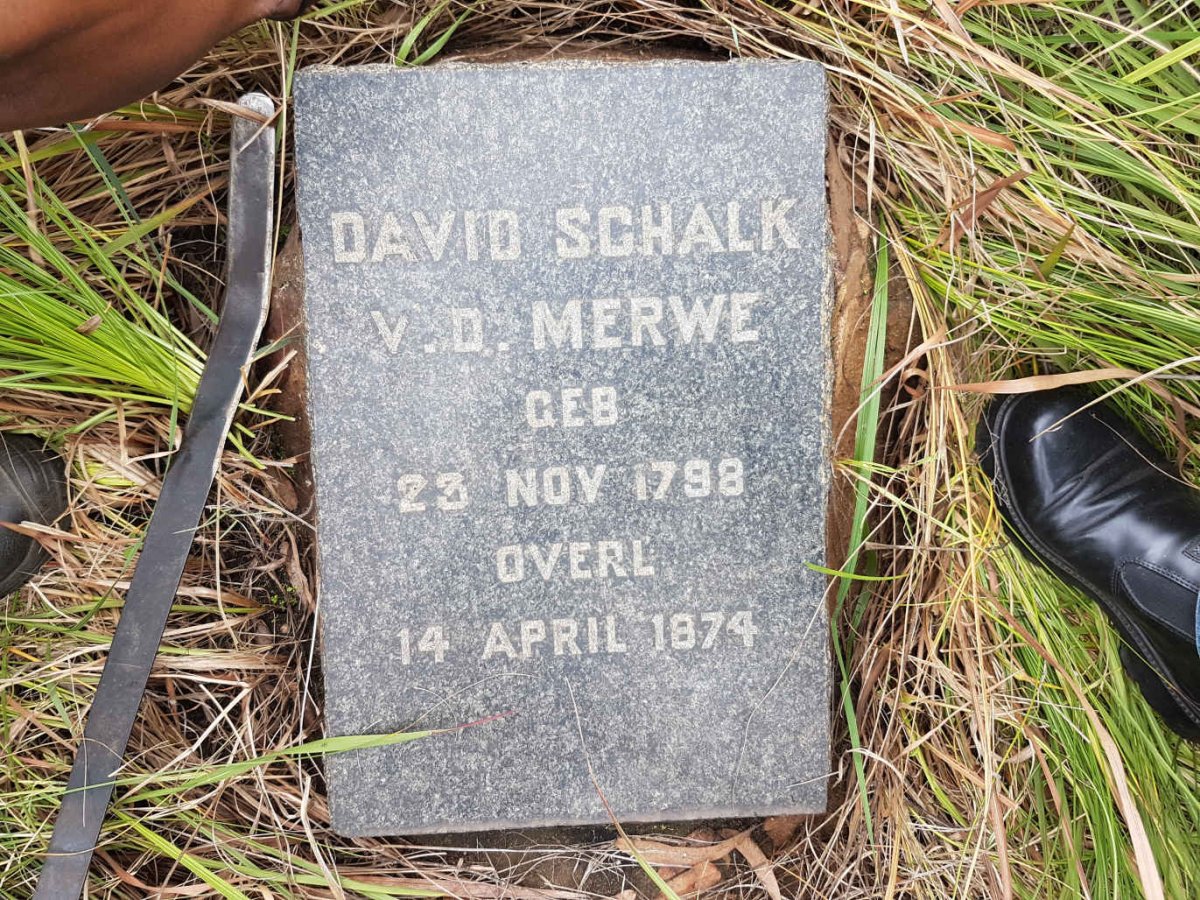 DAVID SCHALK
V.D. MERWE
GEB
23 NOV 1798
OVERL
14 APRIL 1874